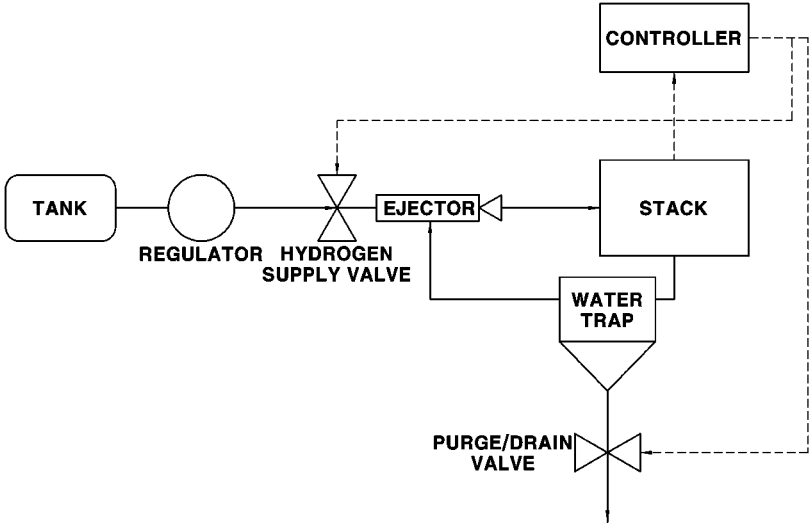 CONTROLLER
TANK
EJECTOR
STACK
REGULATOR
HYDROGEN
SUPPLY VALVE
WATER
TRAP
PURGE/DRAIN
VALVE